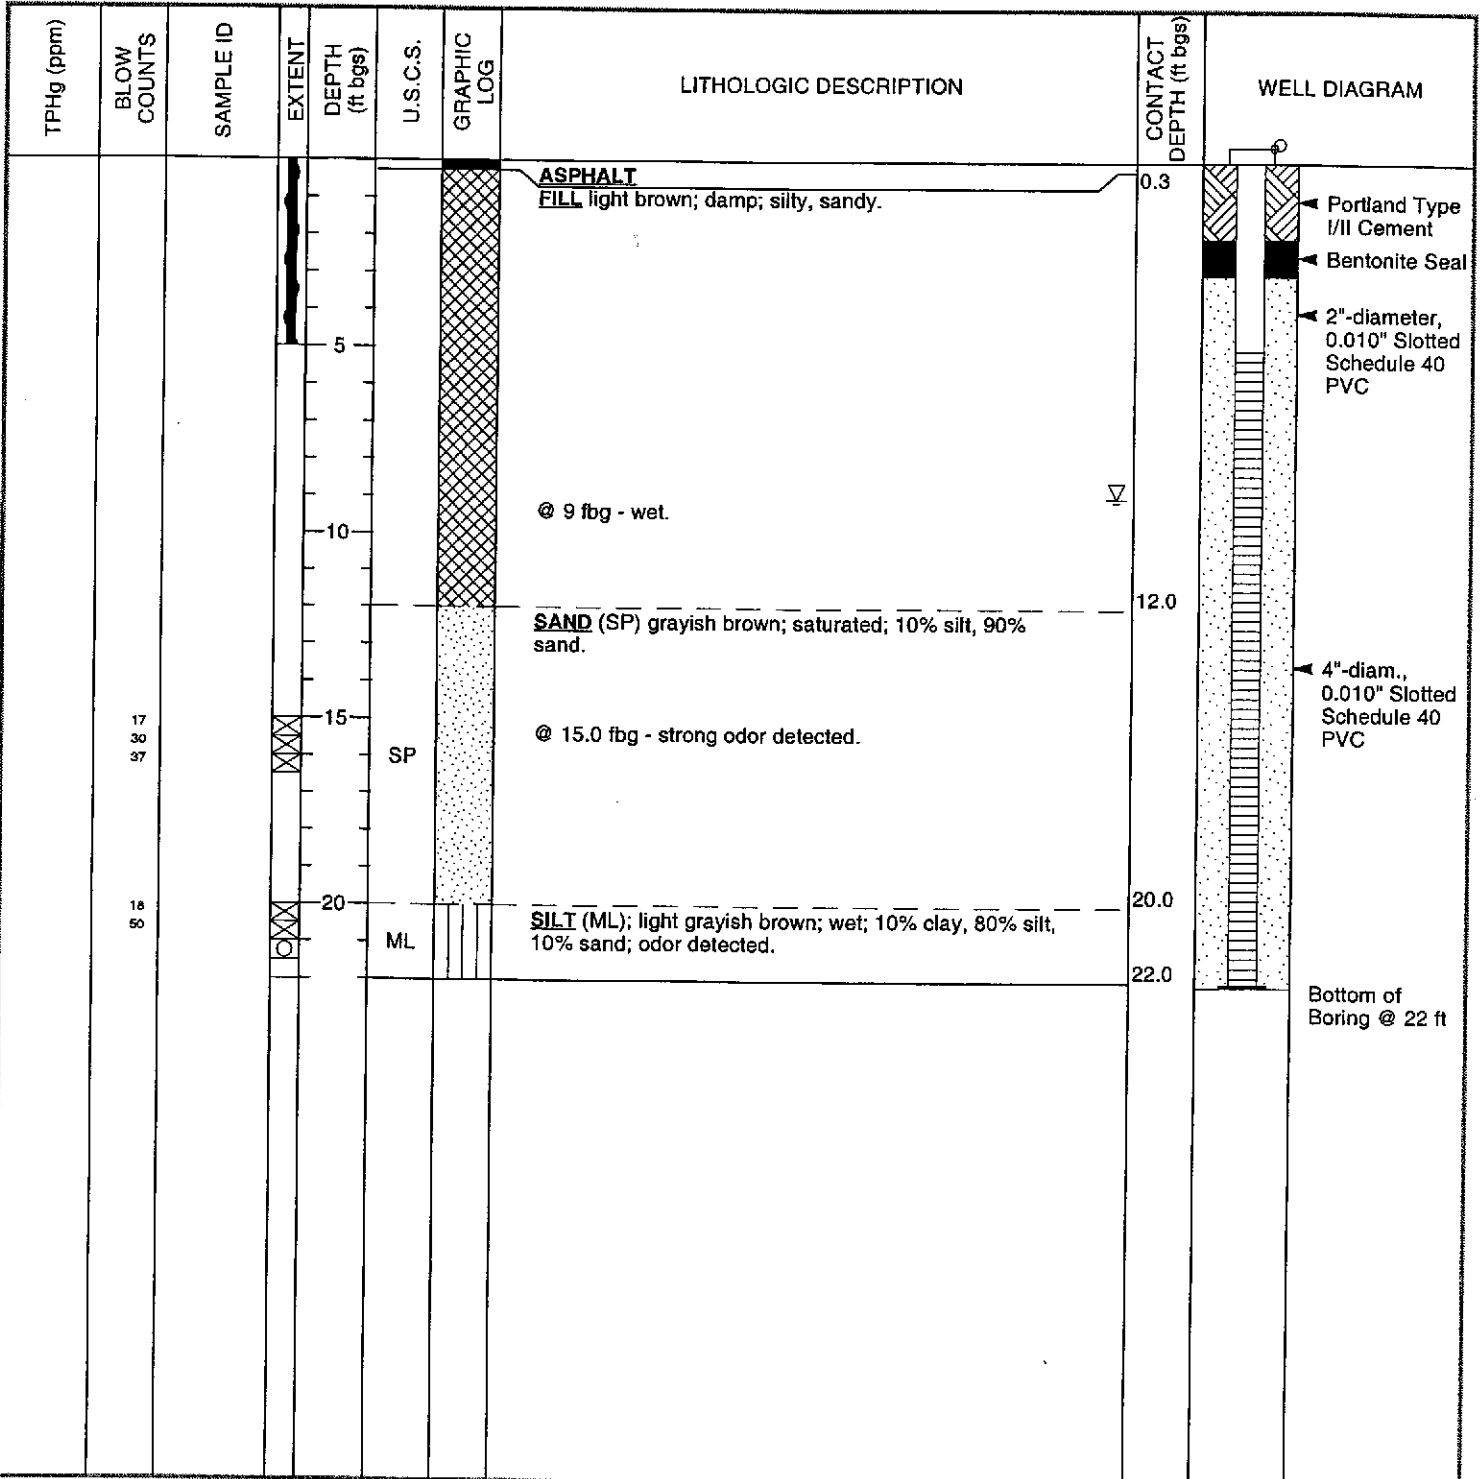 TPHg (ppm)
BLOW
COUNTS
SAMPLE ID
EXTENT
DEPTH
(ft bgs)
U.S.C.S.
GRAPHIC
LOG
LITHOLOGIC DESCRIPTION
CONTACT
DEPTH (ft bgs)
WELL DIAGRAM
ASPHALT
0.3
FILL light brown; damp; silty, sandy.
Portland Type
I/II Cement
Bentonite Seal
2"-diameter,
0.010" Slotted
Schedule 40
PVC
5
@ 9 fbg - wet.
10
12.0
SAND (SP) grayish brown; saturated; 10% silt, 90%
sand.
4"-diam.,
0.010" Slotted
Schedule 40
PVC
17
30
37
15
SP
@ 15.0 fbg - strong odor detected.
18
50
20
20.0
ML
SILT (ML); light grayish brown; wet; 10% clay, 80% silt,
10% sand; odor detected.
22.0
Bottom of
Boring @ 22 ft